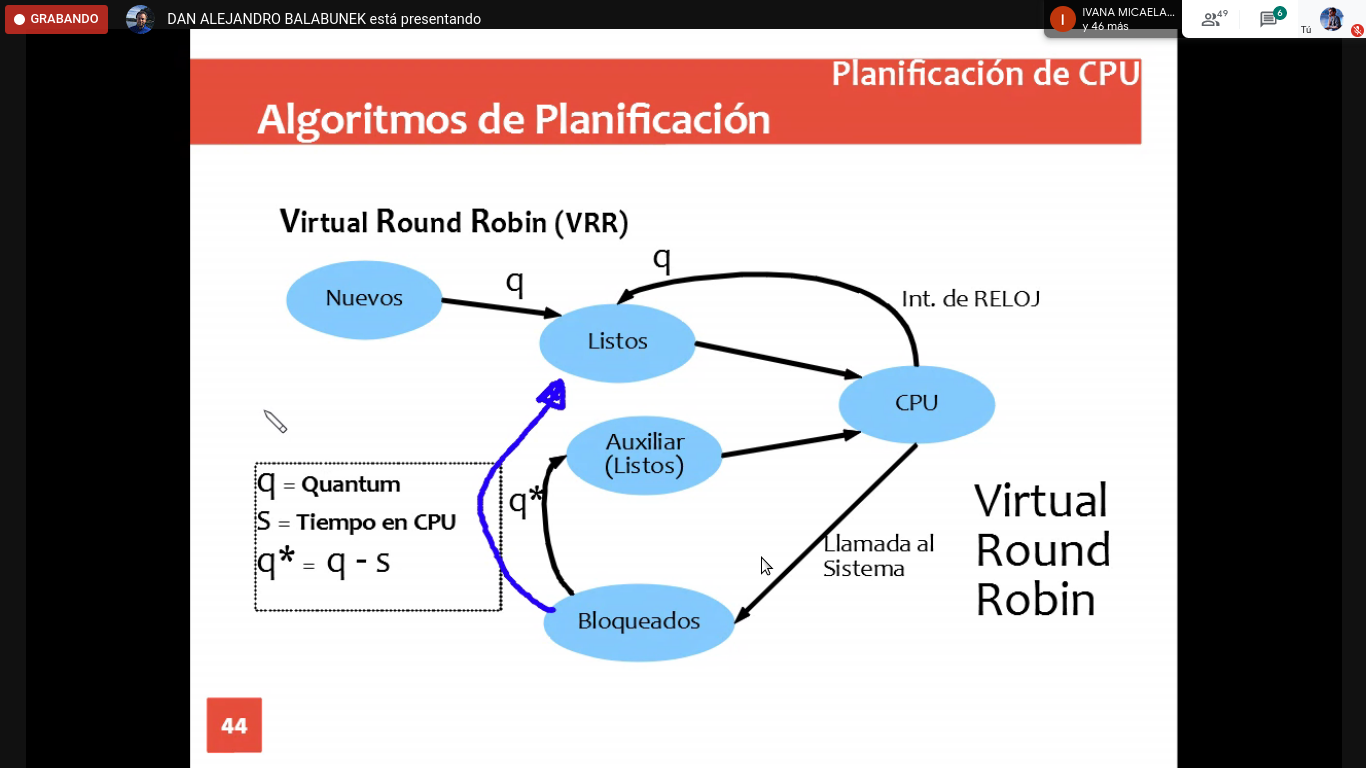 GRABANDO
DAN ALEJANDRO BALABUNEK está presentando
I
IVANA MICAELA...
y 46 más
49
6
Tú
Planificación de CPU
Algoritmos de Planificación
Virtual Round Robin (VRR)
q
q
Nuevos
Int. de RELOJ
Listos
CPU
Auxiliar
(Listos)
q = Quantum
s = Tiempo en CPU
q* = q - s
q*
Llamada al
Sistema
Virtual
Round
Robin
Bloqueados
44